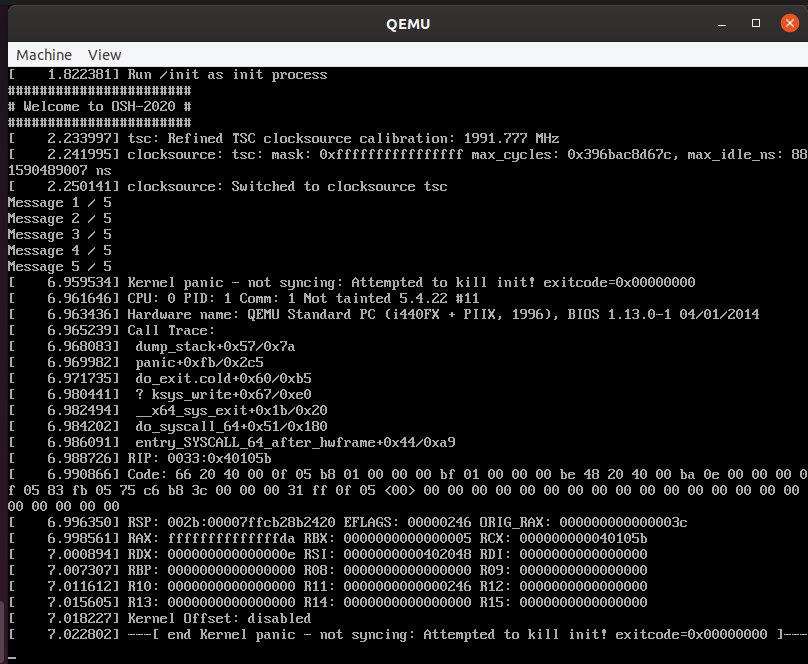 QEMU
Machine View
[    1.822381] Run /init as init process
#######################
# Welcome to OSH-2020 #
#######################
[    2.233997] tsc: Refined TSC clocksource calibration: 1991.777 MHz
[    2.241995] clocksource: tsc: mask: 0xffffffffffffffff max_cycles: 0x396bac8d67c, max_idle_ns: 88
1590489007 ns
[    2.250141] clocksource: Switched to clocksource tsc
Message 1 / 5
Message 2 / 5
Message 3 / 5
Message 4 / 5
Message 5 / 5
[    6.959534] Kernel panic - not syncing: Attempted to kill init! exitcode=0x00000000
[    6.961646] CPU: 0 PID: 1 Comm: 1 Not tainted 5.4.22 #11
[    6.963436] Hardware name: QEMU Standard PC (i440FX + PIIX, 1996), BIOS 1.13.0-1 04/01/2014
[    6.965239] Call Trace:
[    6.968083]  dump_stack+0x57/0x7a
[    6.969982]  panic+0xfb/0x2c5
[    6.971735]  do_exit.cold+0x60/0xb5
[    6.980441]  ? ksys_write+0x67/0xe0
[    6.982494]  __x64_sys_exit+0x1b/0x20
[    6.984202]  do_syscall_64+0x51/0x180
[    6.986091]  entry_SYSCALL_64_after_hwframe+0x44/0xa9
[    6.988726] RIP: 0033:0x40105b
[    6.990866] Code: 66 20 40 00 0f 05 b8 01 00 00 00 bf 01 00 00 00 be 48 20 40 00 ba 0e 00 00 00 0
f 05 83 fb 05 75 c6 b8 3c 00 00 00 31 ff 0f 05 <00> 00 00 00 00 00 00 00 00 00 00 00 00 00 00 00 00
00 00 00 00 00
[    6.996350] RSP: 002b:00007ffcb28b2420 EFLAGS: 00000246 ORIG_RAX: 000000000000003c
[    6.998561] RAX: ffffffffffffffda RBX: 0000000000000005 RCX: 000000000040105b
[    7.000894] RDX: 000000000000000e RSI: 0000000000402048 RDI: 0000000000000000
[    7.007307] RBP: 0000000000000000 R08: 0000000000000000 R09: 0000000000000000
[    7.011612] R10: 0000000000000000 R11: 0000000000000246 R12: 0000000000000000
[    7.015605] R13: 0000000000000000 R14: 0000000000000000 R15: 0000000000000000
[    7.018227] Kernel Offset: disabled
[    7.022802] ---[ end Kernel panic - not syncing: Attempted to kill init! exitcode=0x00000000 ]---